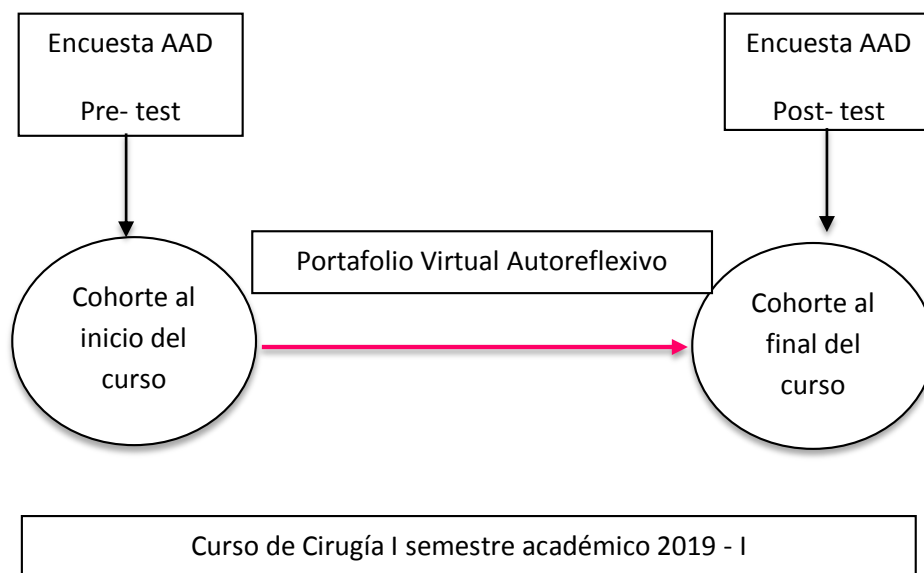 Encuesta AAD
Pre- test
Encuesta AAD
Post- test
Portafolio Virtual Autoreflexivo
Cohorte al
inicio del
curso
Cohorte al
final del
curso
Curso de Cirugía I semestre académico 2019 - I